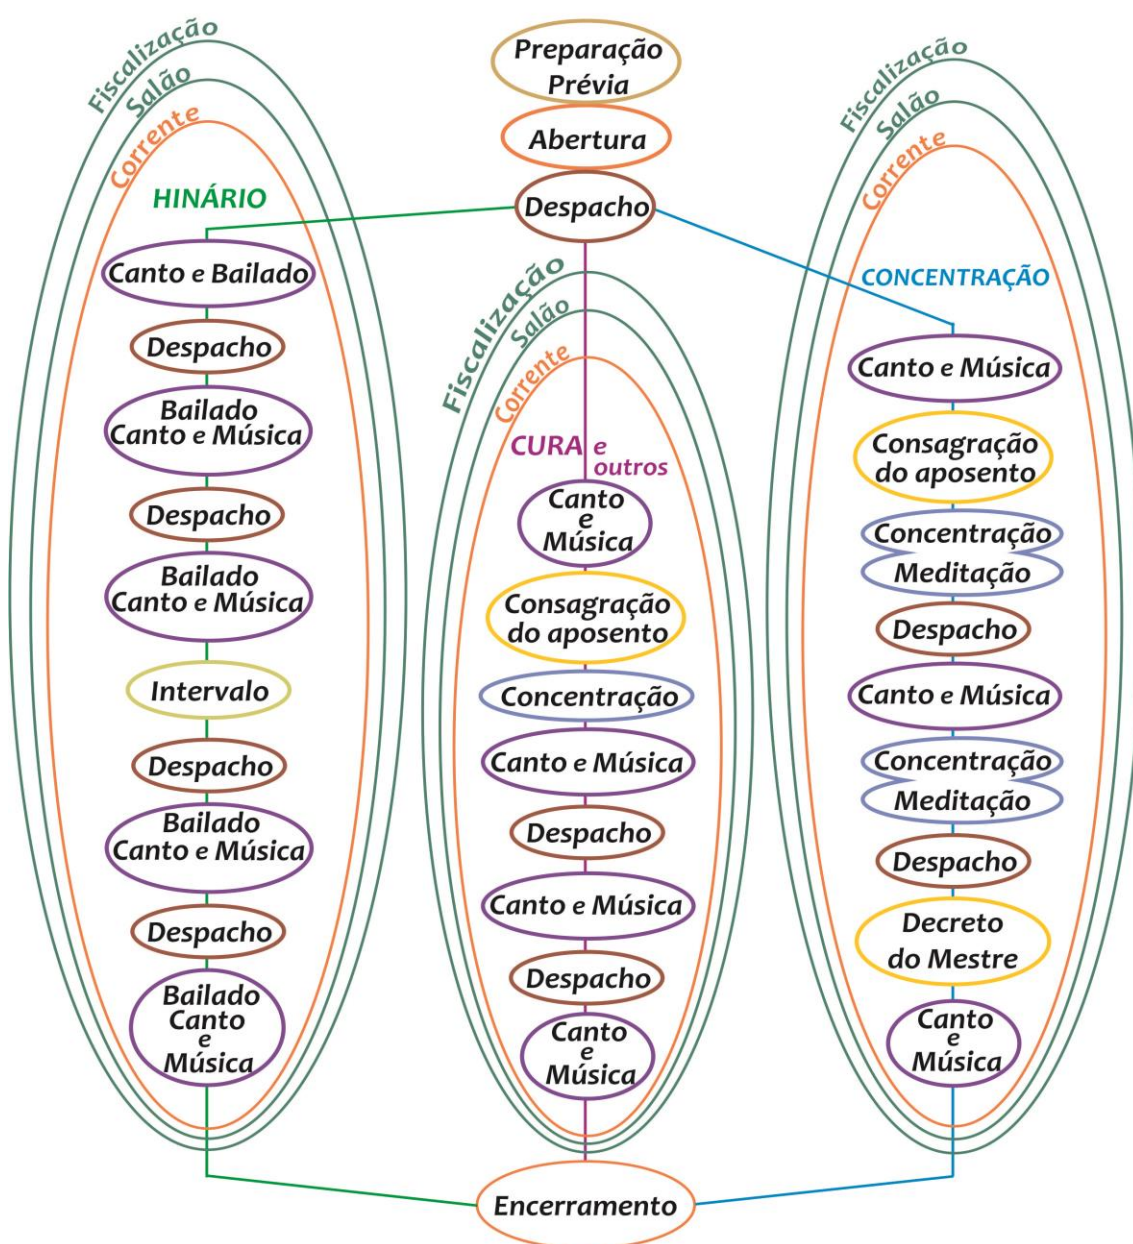 Preparação
Prévia
Abertura
Despacho
Fiscalização
Salão
Corrente
HINÁRIO
Canto e Bailado
Despacho
Bailado
Canto e Música
Despacho
Bailado
Canto e Música
Intervalo
Despacho
Bailado
Canto e Música
Despacho
Bailado
Canto
e
Música
Fiscalização
Salão
Corrente
CURA e
outros
Canto
e
Música
Consagração
do aposento
Concentração
Canto e Música
Despacho
Canto e Música
Despacho
Canto
e
Música
Fiscalização
Salão
Corrente
CONCENTRAÇÃO
Canto e Música
Consagração
do aposento
Concentração
Meditação
Despacho
Canto e Música
Concentração
Meditação
Despacho
Decreto
do Mestre
Canto
e
Música
Encerramento